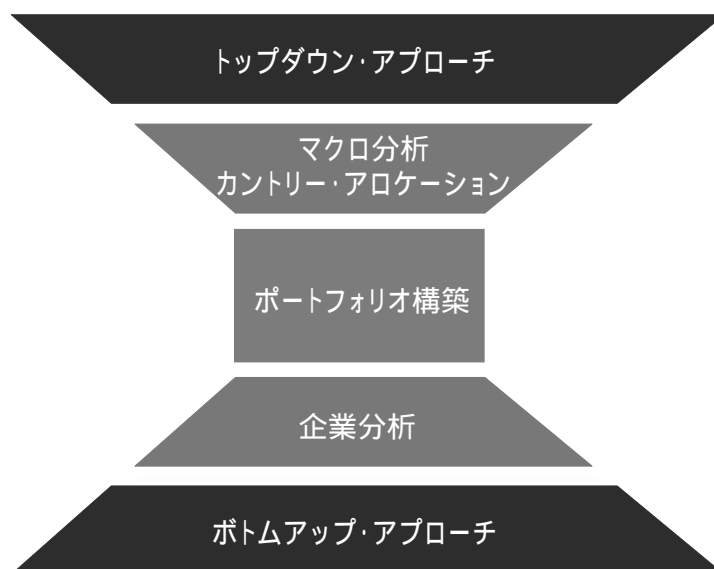 トップダウン・アプローチ
マクロ分析
カントリー・アロケーション
ポートフォリオ構築
企業分析
ボトムアップ・アプローチ